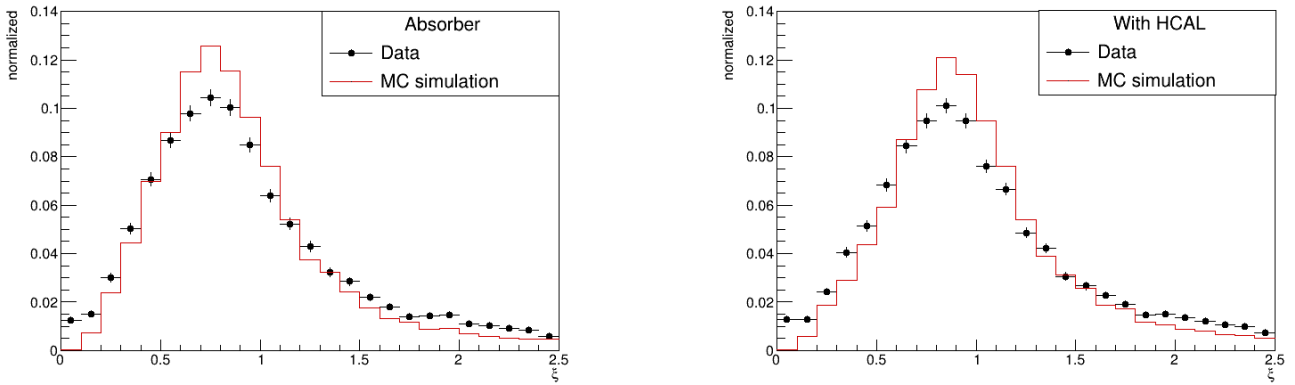 normalized
0.14
0.12
0.1
0.08
0.06
0.04
0.02
0
Absorber
Data
MC simulation
0 0.5 1 1.5 2 2.5
ξ
normalized
0.14
0.12
0.1
0.08
0.06
0.04
0.02
0
With HCAL
Data
MC simulation
0 0.5 1 1.5 2 2.5
ξ